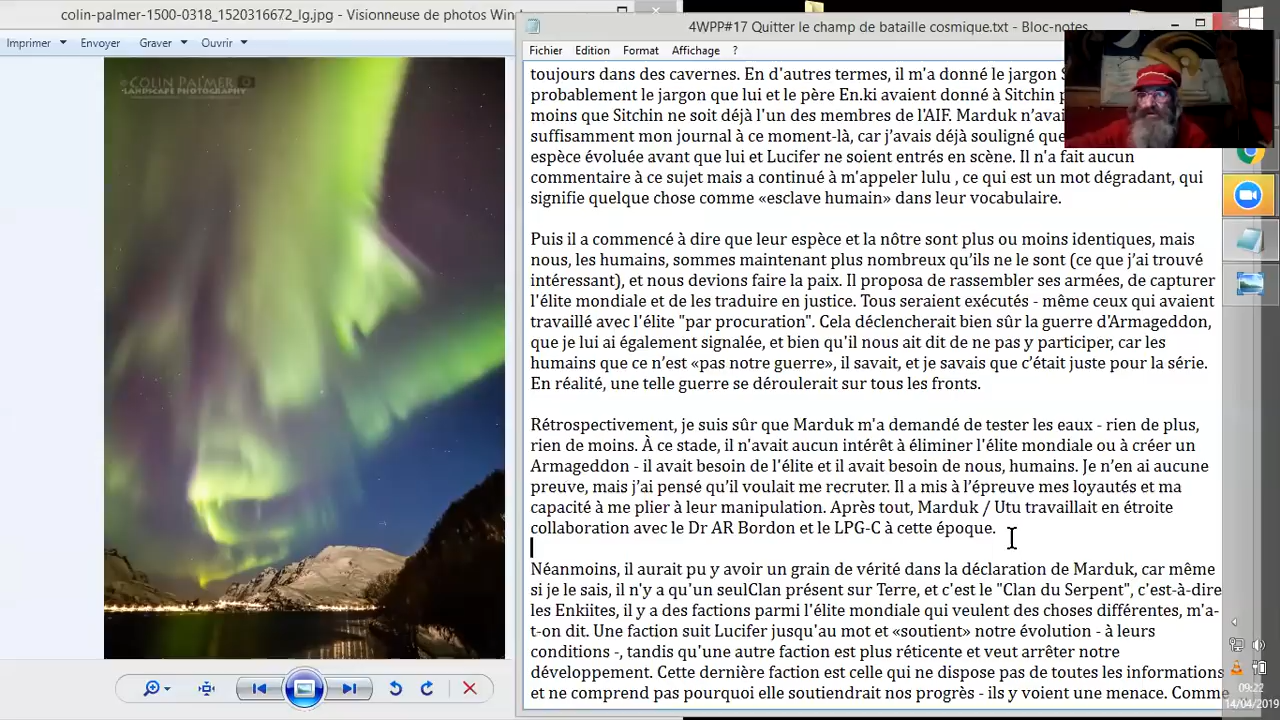 colin-palmer-1500-0318_1520316672_lg.jpg - Visionneuse de photos Wind
Imprimer Envoyer Graver Ouvrir
COLIN PALMER
LANDSCAPE PHOTOGRAPHY
4WPP#17 Quitter le champ de bataille cosmique.txt - Bloc-notes
Fichier Edition Format Affichage ?
toujours dans des cavernes. En d'autres termes, il m'a donné le jargon
probablement le jargon que lui et le père En.ki avaient donné à Sitchin
moins que Sitchin ne soit déjà l'un des membres de l'AIF. Marduk n'avai
suffisamment mon journal à ce moment-là, car j'avais déjà souligné que
espèce évoluée avant que lui et Lucifer ne soient entrés en scène. Il n'a fait aucun
commentaire à ce sujet mais a continué à m'appeler lulu , ce qui est un mot dégradant, qui
signifie quelque chose comme «esclave humain» dans leur vocabulaire.
Puis il a commencé à dire que leur espèce et la nôtre sont plus ou moins identiques, mais
nous, les humains, sommes maintenant plus nombreux qu'ils ne le sont (ce que j'ai trouvé
intéressant), et nous devions faire la paix. Il proposa de rassembler ses armées, de capturer
l'élite mondiale et de les traduire en justice. Tous seraient exécutés - même ceux qui avaient
travaillé avec l'élite "par procuration". Cela déclencherait bien sûr la guerre d'Armageddon,
que je lui ai également signalée, et bien qu'il nous ait dit de ne pas y participer, car les
humains que ce n'est «pas notre guerre», il savait, et je savais que c'était juste pour la série.
En réalité, une telle guerre se déroulerait sur tous les fronts.
Rétrospectivement, je suis sûr que Marduk m'a demandé de tester les eaux - rien de plus,
rien de moins. À ce stade, il n'avait aucun intérêt à éliminer l'élite mondiale ou à créer un
Armageddon - il avait besoin de l'élite et il avait besoin de nous, humains. Je n'en ai aucune
preuve, mais j'ai pensé qu'il voulait me recruter. Il a mis à l'épreuve mes loyautés et ma
capacité à me plier à leur manipulation. Après tout, Marduk / Utu travaillait en étroite
collaboration avec le Dr AR Bordon et le LPG-C à cette époque.
Néanmoins, il aurait pu y avoir un grain de vérité dans la déclaration de Marduk, car même
si je le sais, il n'y a qu'un seulClan présent sur Terre, et c'est le "Clan du Serpent", c'est-à-dire
les Enkiites, il y a des factions parmi l'élite mondiale qui veulent des choses différentes, m'a-
t-on dit. Une faction suit Lucifer jusqu'au mot et «soutient» notre évolution - à leurs
conditions -, tandis qu'une autre faction est plus réticente et veut arrêter notre
développement. Cette dernière faction est celle qui ne dispose pas de toutes les informations
et ne comprend pas pourquoi elle soutiendrait nos progrès - ils y voient une menace. Comme
09:22
14/04/2019